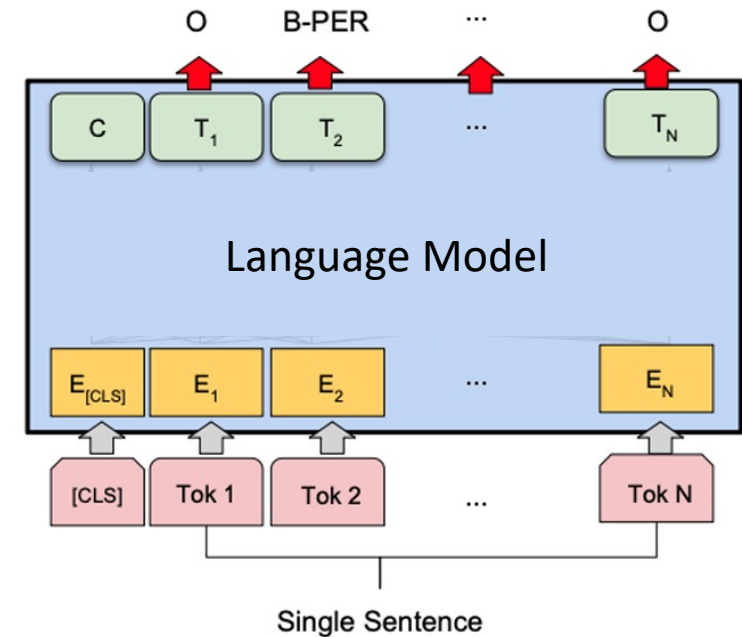 O B-PER ... O
C T1 T2 ... TN
Language Model
E[CLS] E1 E2 ... EN
[CLS] Tok 1 Tok 2 ... Tok N
Single Sentence